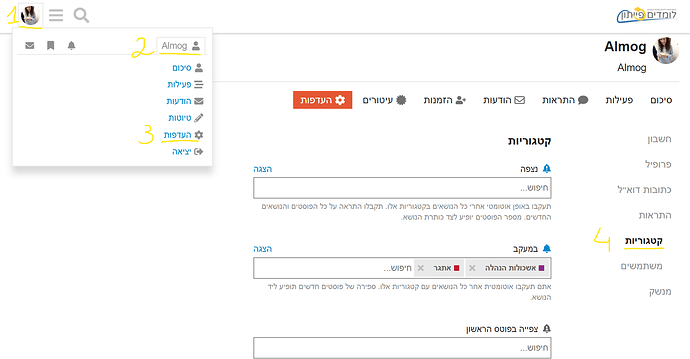 1
לומדים פייתון
2
Almog
סיכום
פעילות
הודעות
טיוטות
3
העדפות
יציאה
Almog
Almog
סיכום
פעילות
התראות
הודעות
הזמנות
עיטורים
העדפות
חשבון
פרופיל
כתובות דוא"ל
התראות
4
קטגוריות
משתמשים
מנשק
קטגוריות
נצפה
הצגה
חיפוש...
תעקבו באופן אוטומטי אחרי כל הנושאים בקטגוריות אלו. תקבלו התראה על כל הפוסטים והנושאים
החדשים. מספר הפוסטים יופיע לצד כותרת הנושא.
במעקב
הצגה
אשכולות הנהלה
אתגר
חיפוש...
אתם תעקבו אוטומטית אחר כל הנושאים עם קטגוריות אלו. ספירה של פוסטים חדשים תופיע ליד
הנושא.
צפייה בפוסט הראשון
חיפוש...